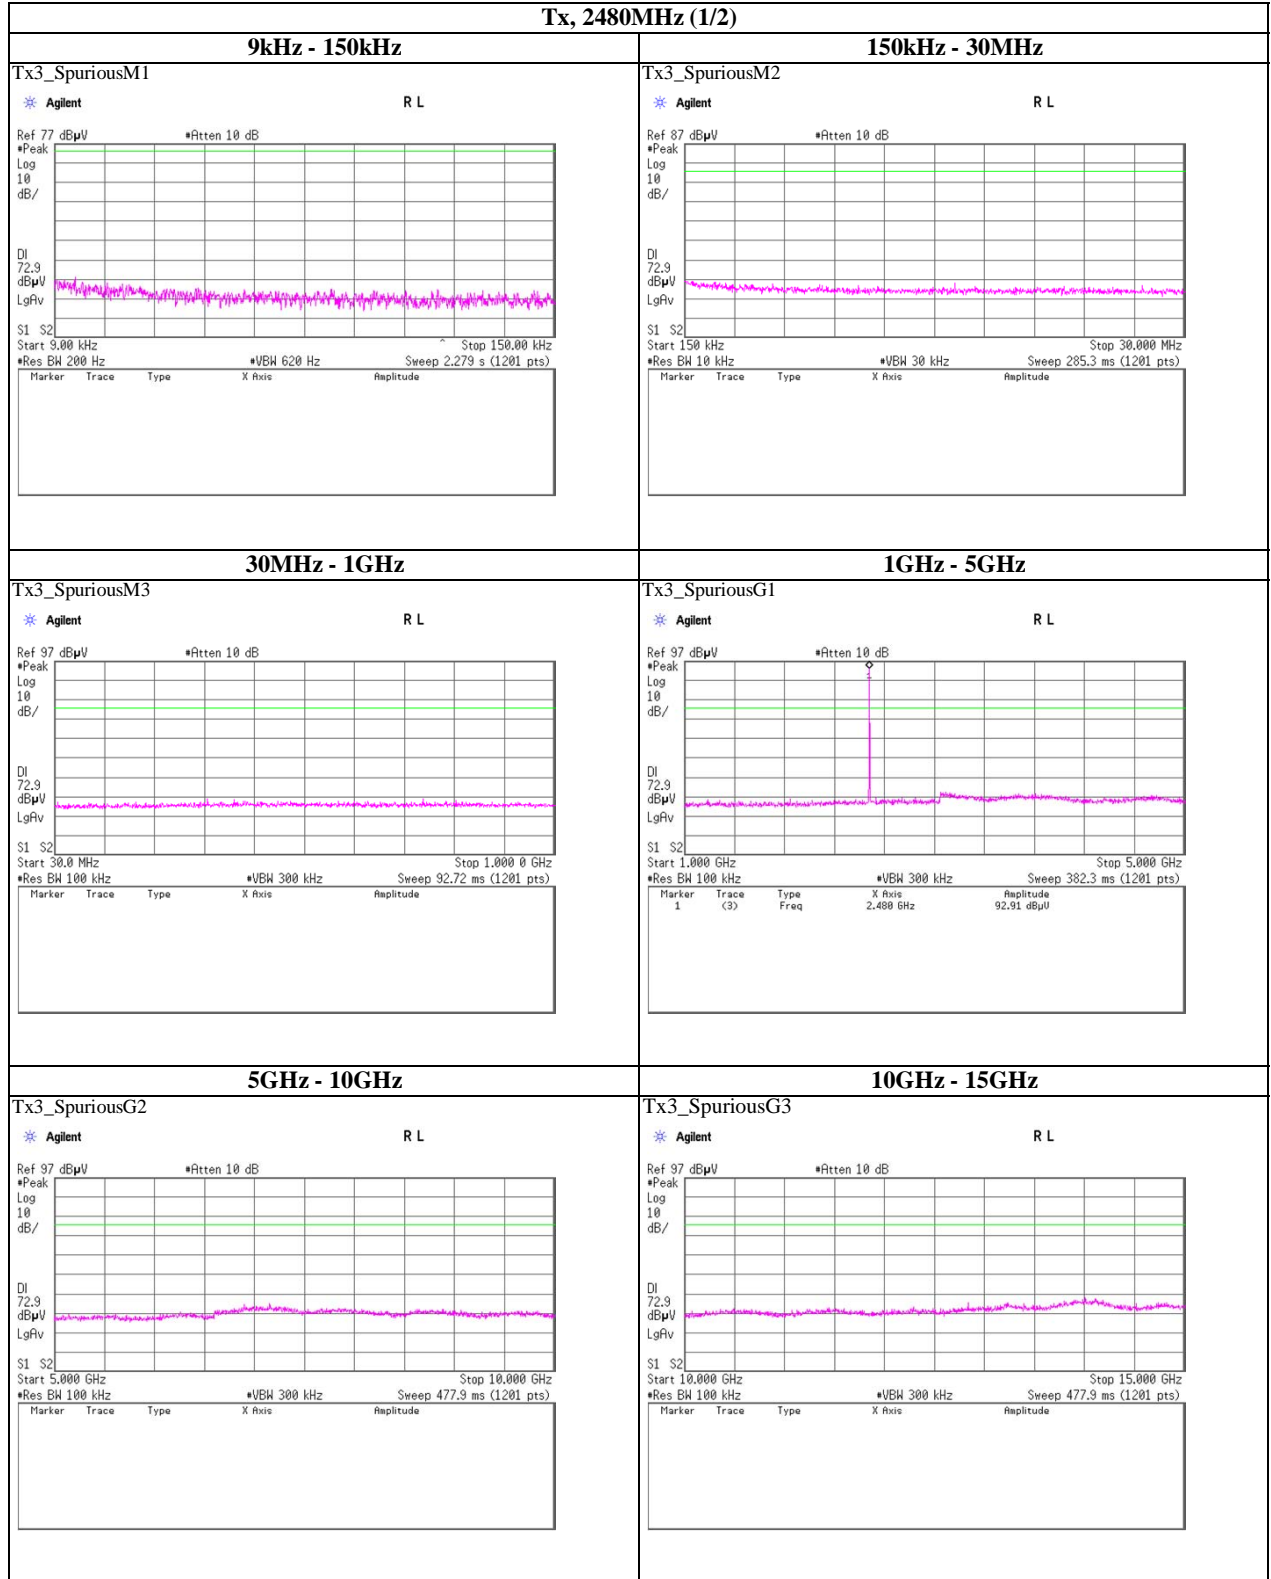 Tx, 2480MHz (1/2)
9kHz - 150kHz
150kHz - 30MHz
Tx3_SpuriousM1
Agilent R L
Ref 77 dBµV #Atten 10 dB
#Peak
Log
10
dB/
DI
72.9
dBµV
LgAv
S1 S2
Start 9.00 kHz ^ Stop 150.00 kHz
#Res BW 200 Hz #VBW 620 Hz Sweep 2.279 s (1201 pts)
Marker Trace Type X Axis Amplitude
Tx3_SpuriousM2
Agilent R L
Ref 87 dBµV #Atten 10 dB
#Peak
Log
10
dB/
DI
72.9
dBµV
LgAv
S1 S2
Start 150 kHz Stop 30.000 MHz
#Res BW 10 kHz #VBW 30 kHz Sweep 285.3 ms (1201 pts)
Marker Trace Type X Axis Amplitude
30MHz - 1GHz
1GHz - 5GHz
Tx3_SpuriousM3
Agilent R L
Ref 97 dBµV #Atten 10 dB
#Peak
Log
10
dB/
DI
72.9
dBµV
LgAv
S1 S2
Start 30.0 MHz Stop 1.000 0 GHz
#Res BW 100 kHz #VBW 300 kHz Sweep 92.72 ms (1201 pts)
Marker Trace Type X Axis Amplitude
Tx3_SpuriousG1
Agilent R L
Ref 97 dBµV #Atten 10 dB
#Peak
Log
10
dB/
1
DI
72.9
dBµV
LgAv
S1 S2
Start 1.000 GHz Stop 5.000 GHz
#Res BW 100 kHz #VBW 300 kHz Sweep 382.3 ms (1201 pts)
Marker Trace Type X Axis Amplitude
1 (3) Freq 2.480 GHz 92.91 dBµV
5GHz - 10GHz
10GHz - 15GHz
Tx3_SpuriousG2
Agilent R L
Ref 97 dBµV #Atten 10 dB
#Peak
Log
10
dB/
DI
72.9
dBµV
LgAv
S1 S2
Start 5.000 GHz Stop 10.000 GHz
#Res BW 100 kHz #VBW 300 kHz Sweep 477.9 ms (1201 pts)
Marker Trace Type X Axis Amplitude
Tx3_SpuriousG3
Agilent R L
Ref 97 dBµV #Atten 10 dB
#Peak
Log
10
dB/
DI
72.9
dBµV
LgAv
S1 S2
Start 10.000 GHz Stop 15.000 GHz
#Res BW 100 kHz #VBW 300 kHz Sweep 477.9 ms (1201 pts)
Marker Trace Type X Axis Amplitude